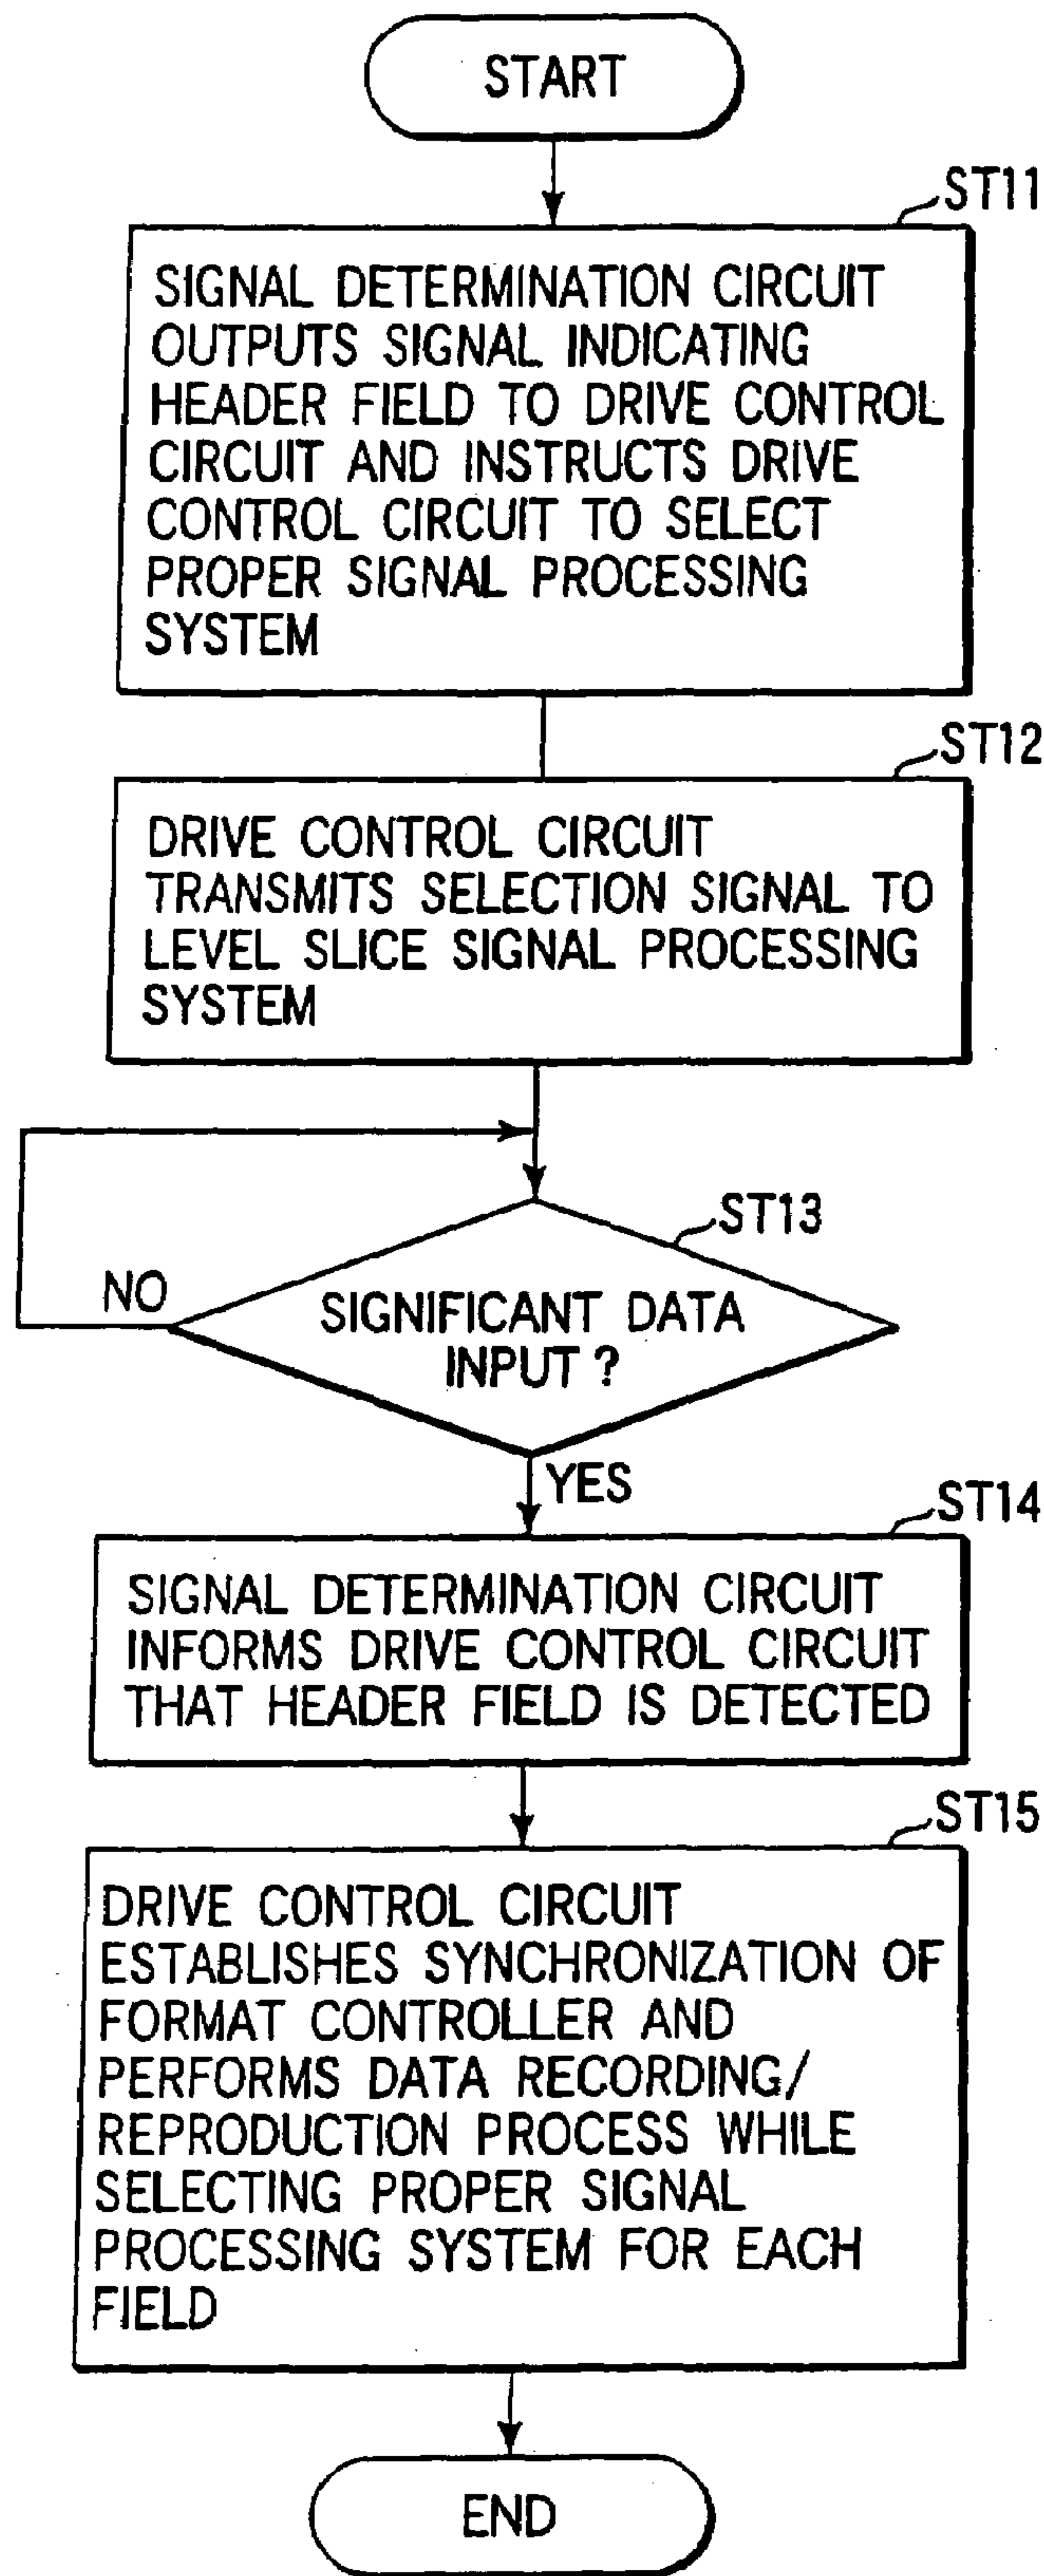 START
ST11
SIGNAL DETERMINATION CIRCUIT
OUTPUTS SIGNAL INDICATING
HEADER FIELD TO DRIVE CONTROL
CIRCUIT AND INSTRUCTS DRIVE
CONTROL CIRCUIT TO SELECT
PROPER SIGNAL PROCESSING
SYSTEM
ST12
DRIVE CONTROL CIRCUIT
TRANSMITS SELECTION SIGNAL TO
LEVEL SLICE SIGNAL PROCESSING
SYSTEM
ST13
NO
SIGNIFICANT DATA
INPUT ?
YES
ST14
SIGNAL DETERMINATION CIRCUIT
INFORMS DRIVE CONTROL CIRCUIT
THAT HEADER FIELD IS DETECTED
ST15
DRIVE CONTROL CIRCUIT
ESTABLISHES SYNCHRONIZATION OF
FORMAT CONTROLLER AND
PERFORMS DATA RECORDING/
REPRODUCTION PROCESS WHILE
SELECTING PROPER SIGNAL
PROCESSING SYSTEM FOR EACH
FIELD
END